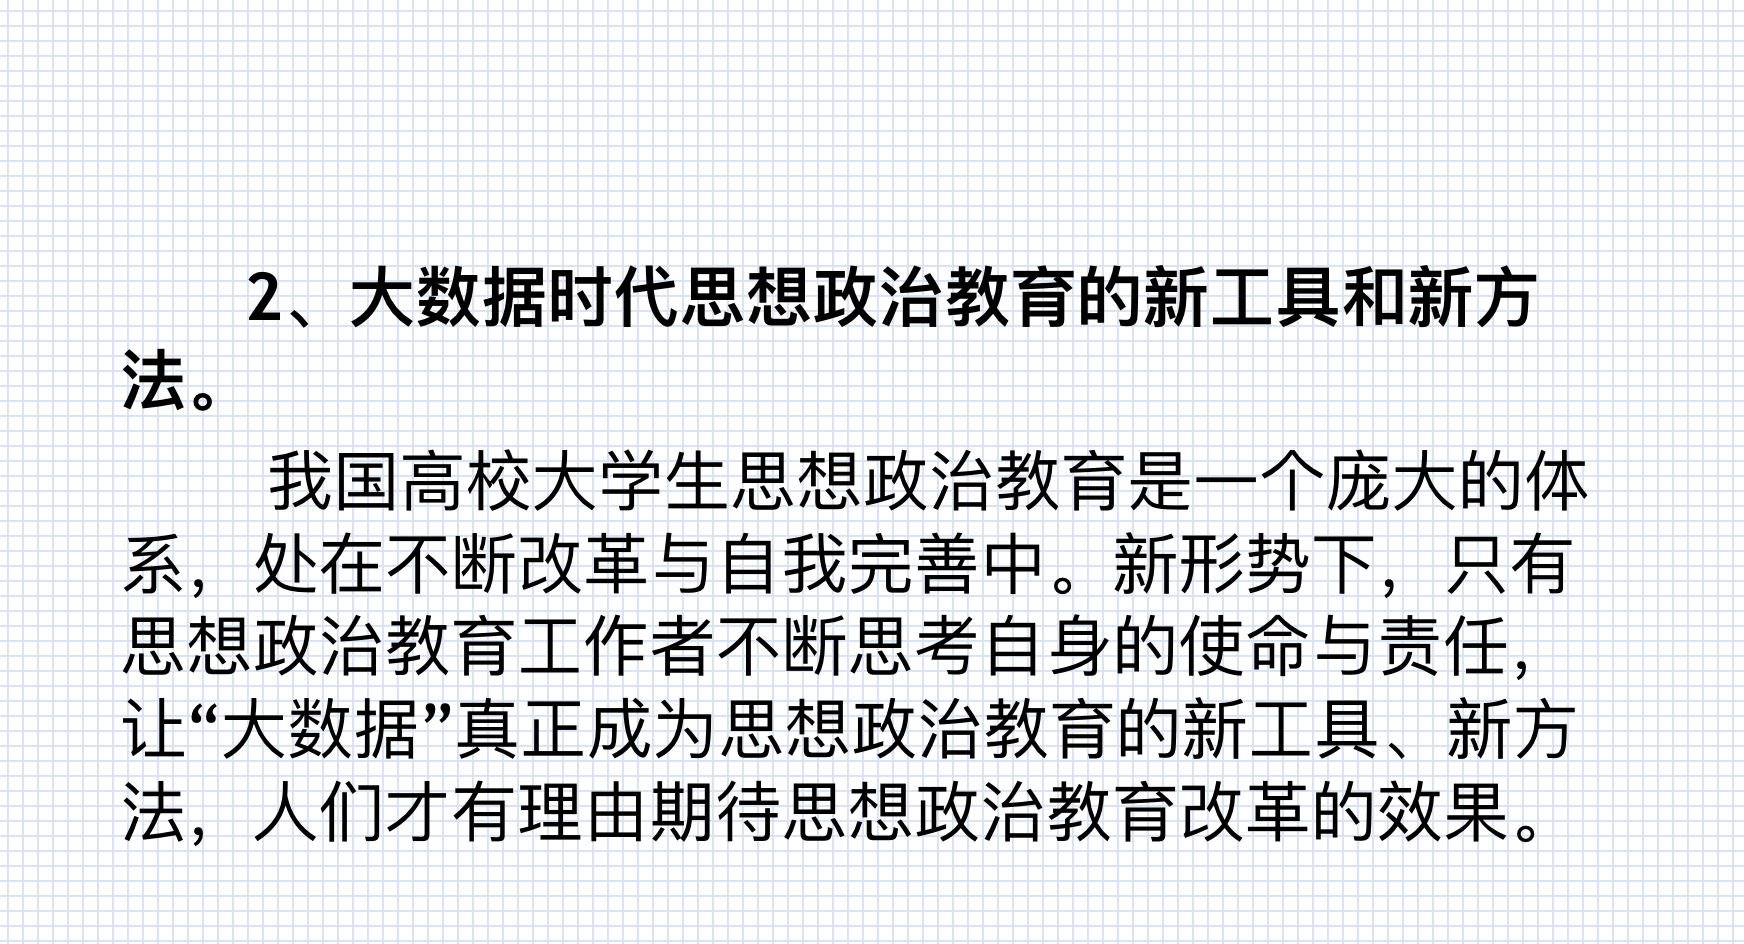 2、大数据时代思想政治教育的新工具和新方
法。
我国高校大学生思想政治教育是一个庞大的体
系，处在不断改革与自我完善中。新形势下，只有
思想政治教育工作者不断思考自身的使命与责任，
让“大数据”真正成为思想政治教育的新工具、新方
法，人们才有理由期待思想政治教育改革的效果。